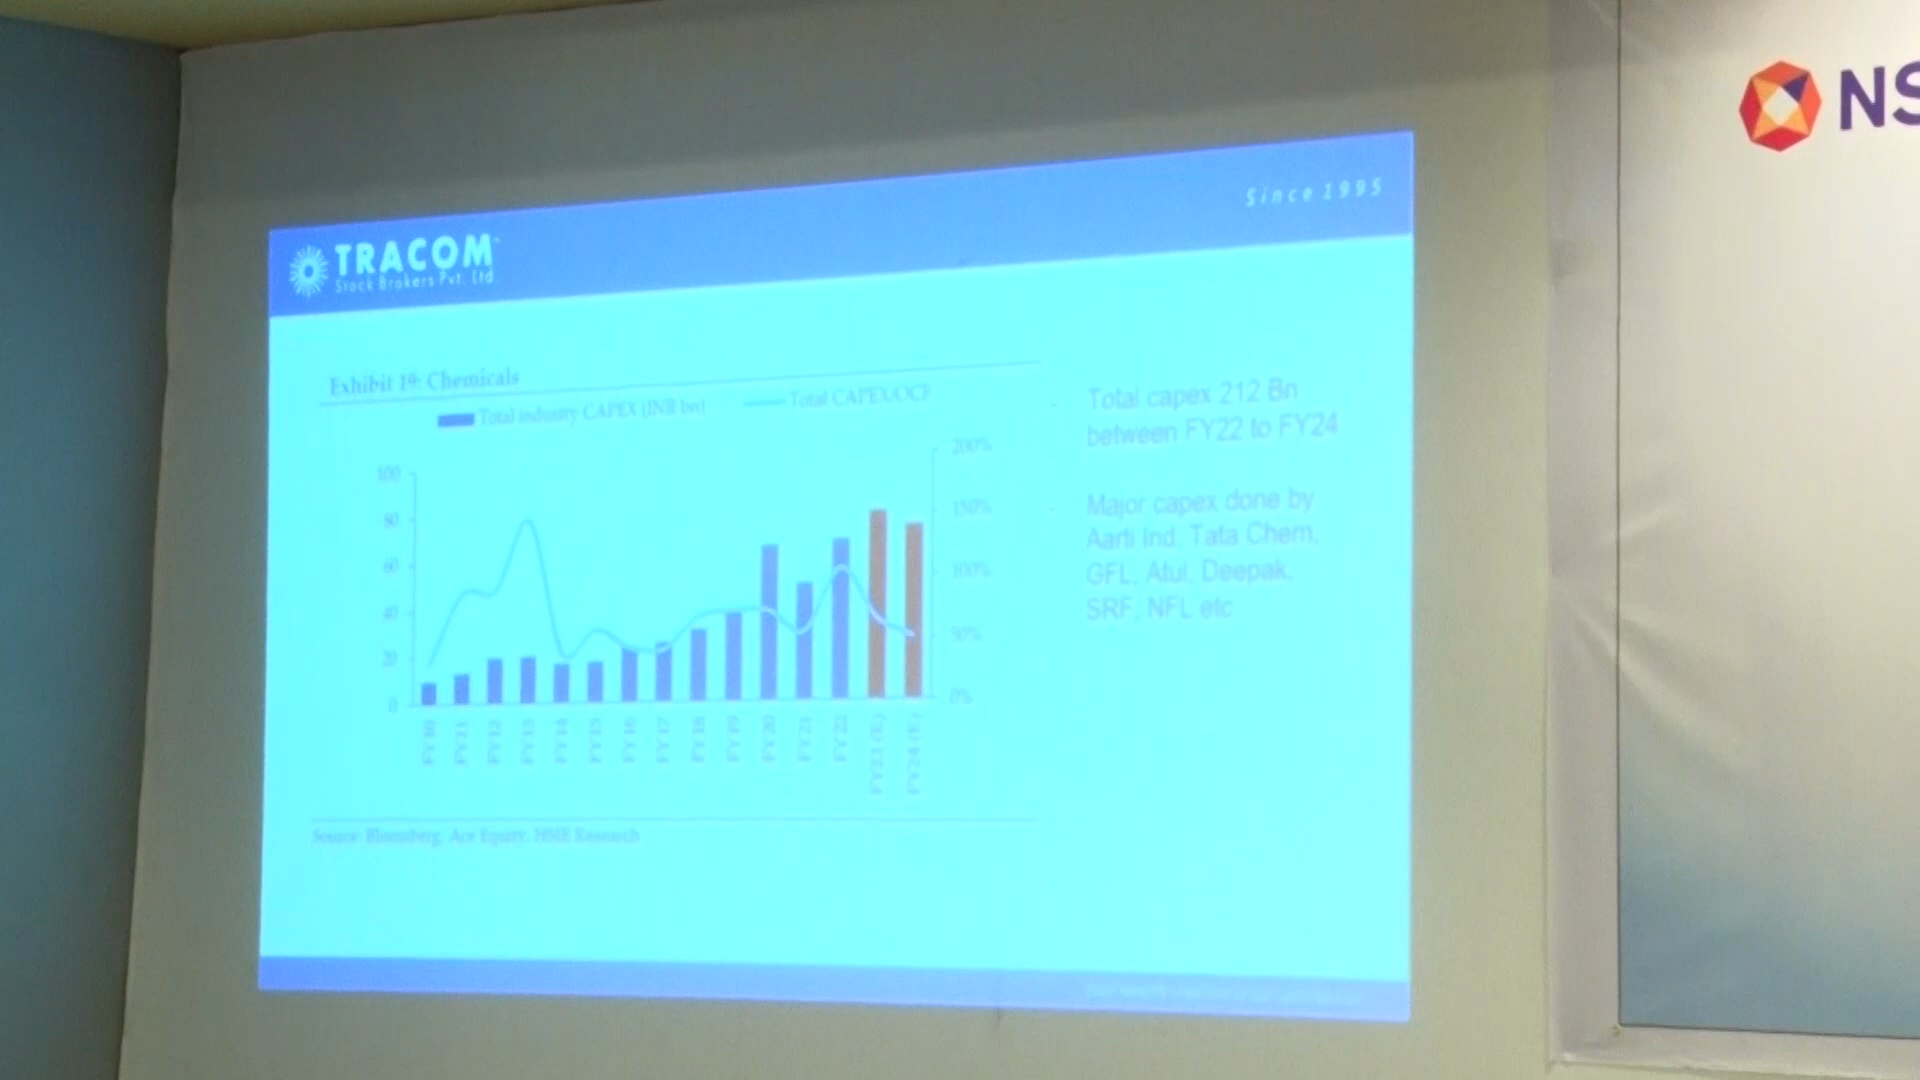 NS
Since 1995
TRACOM
Stock Brokers Pvt. Ltd.
Exhibit 19: Chemicals
Total industry CAPEX (INR bn)
Total CAPEX/OCF
100
80
60
40
20
0
200%
150%
100%
50%
0%
FY10
FY11
FY12
FY13
FY14
FY15
FY16
FY17
FY18
FY19
FY20
FY21
FY22
FY23 (E)
FY24 (E)
Source: Bloomberg, Ace Equity, HSIE Research
Total capex 212 Bn
between FY22 to FY24
Major capex done by
Aarti Ind, Tata Chem,
GFL, Atul, Deepak,
SRF, NFL etc